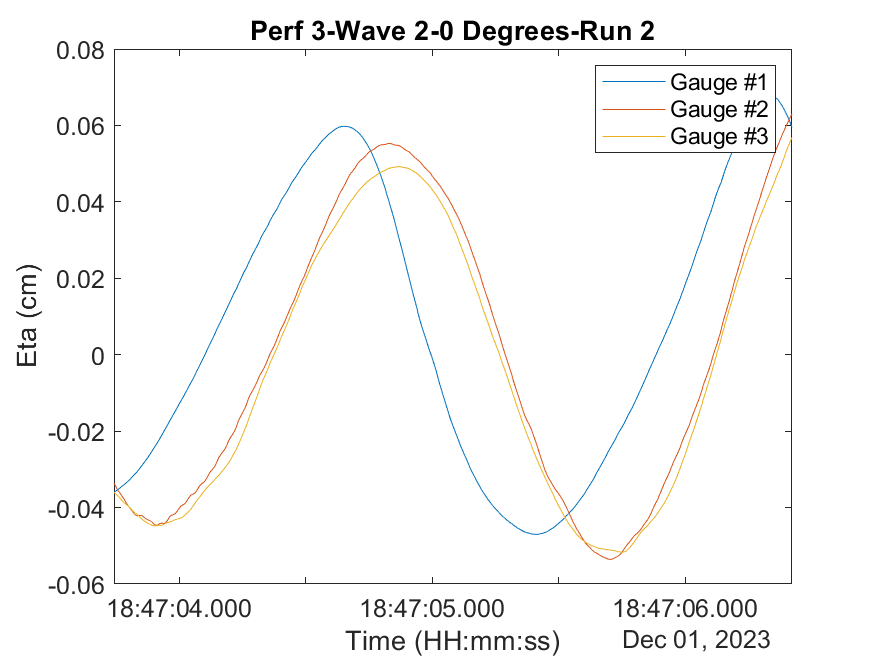 Perf 3-Wave 2-0 Degrees-Run 2
0.08
0.06
0.04
0.02
0
-0.02
-0.04
-0.06
Eta (cm)
Gauge #1
Gauge #2
Gauge #3
18:47:04.000 18:47:05.000 18:47:06.000
Time (HH:mm:ss)
Dec 01, 2023